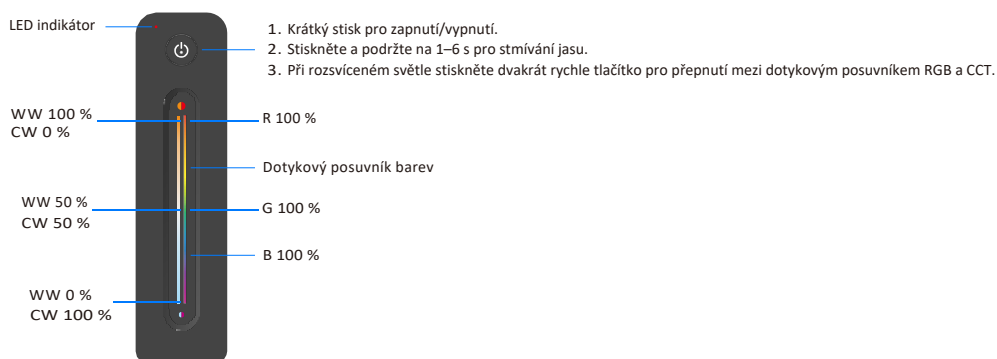 LED indikátor
1. Krátký stisk pro zapnutí/vypnutí.
2. Stiskněte a podržte na 1–6 s pro stmívání jasu.
3. Při rozsvíceném světle stiskněte dvakrát rychle tlačítko pro přepnutí mezi dotykovým posuvníkem RGB a CCT.
WW 100 %
CW 0 %
R 100 %
Dotykový posuvník barev
WW 50 %
CW 50 %
G 100 %
B 100 %
WW 0 %
CW 100 %